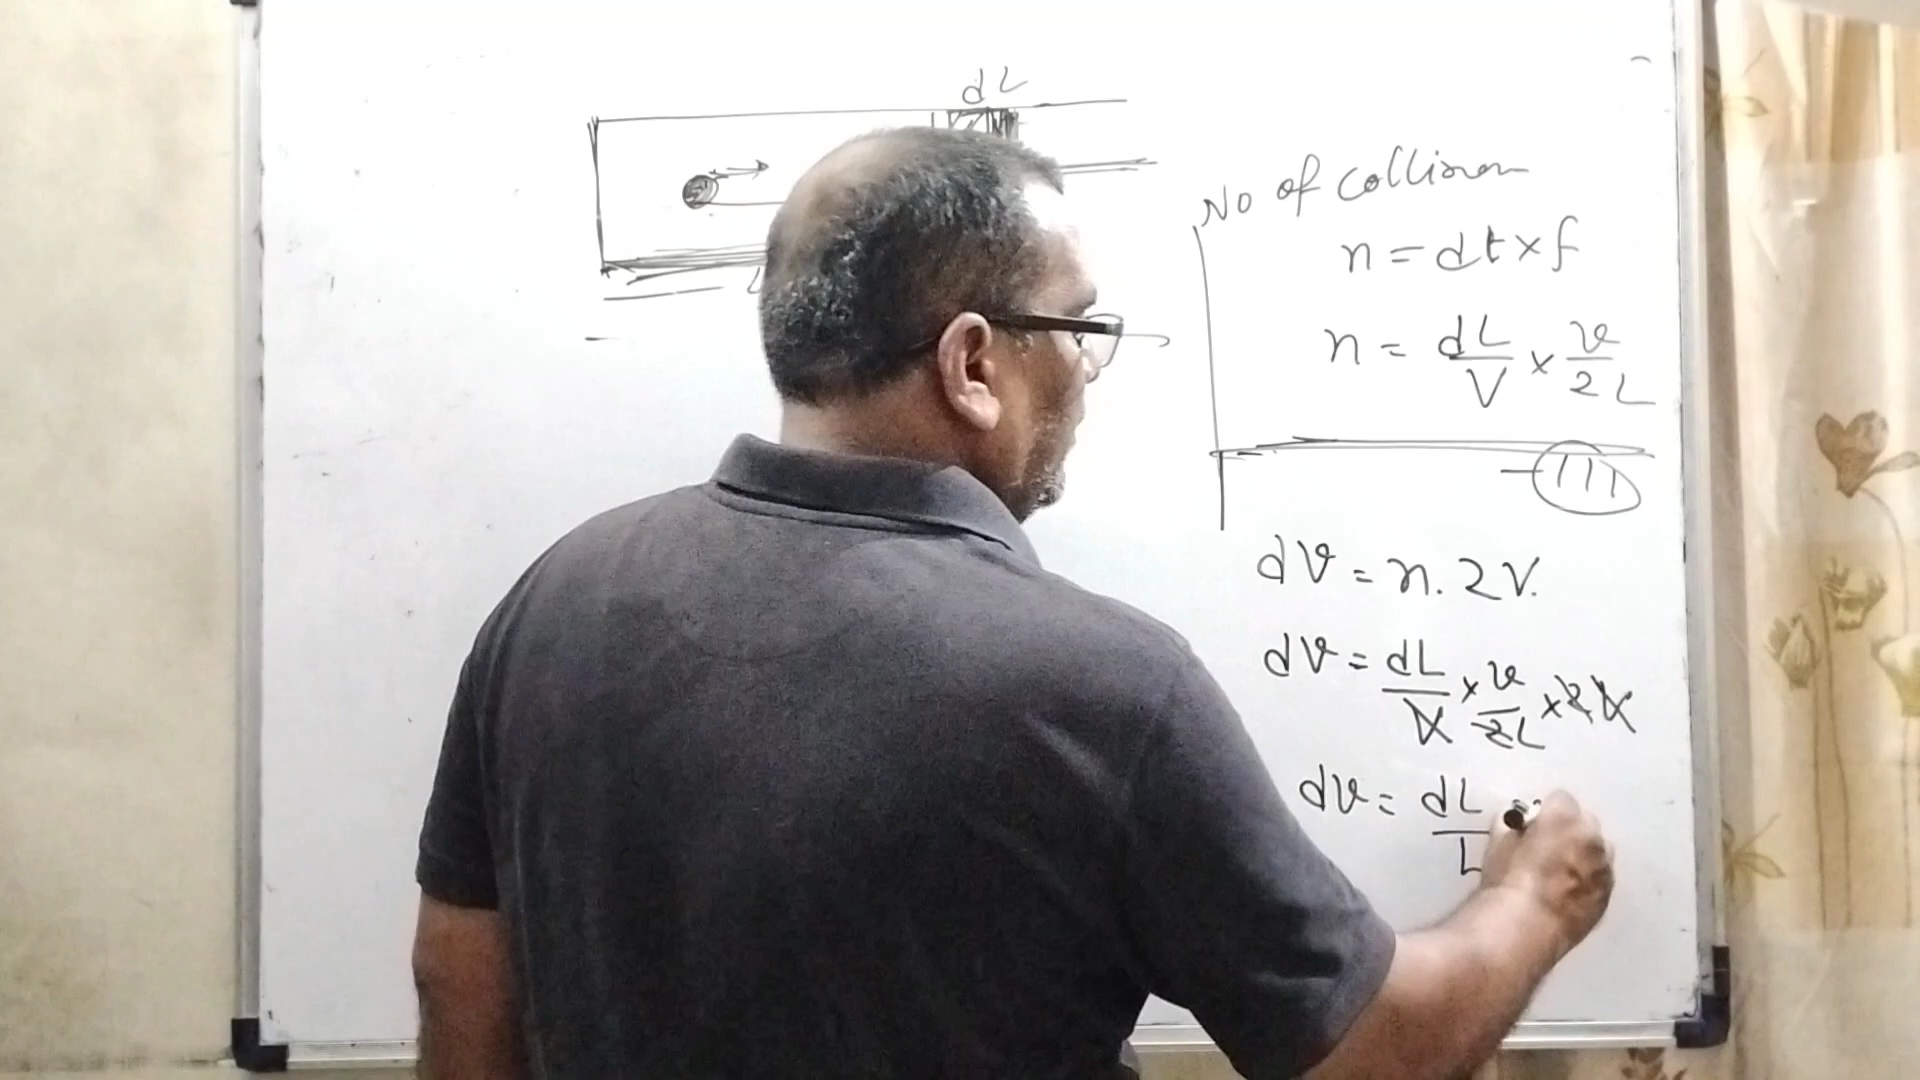 dL
No of collision
n = dt × f
n = dL/V × v/2L
- III
dv = n. 2V.
dv = dL/V × v/2L × 2V
dv = dL/L